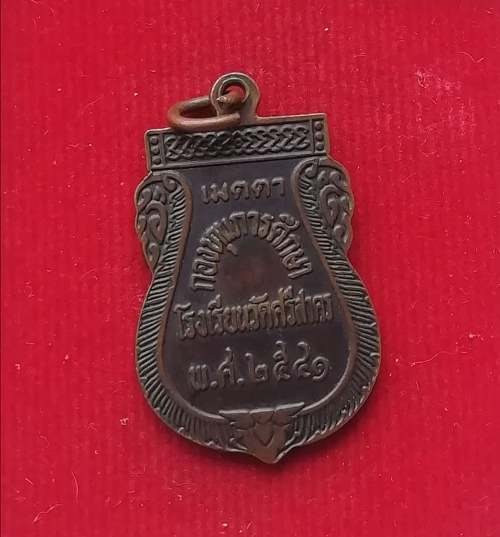 เมตตา
กองทุนการศึกษา
โรงเรียนวัดศรีสาคร
พ.ศ.๒๕๔๑